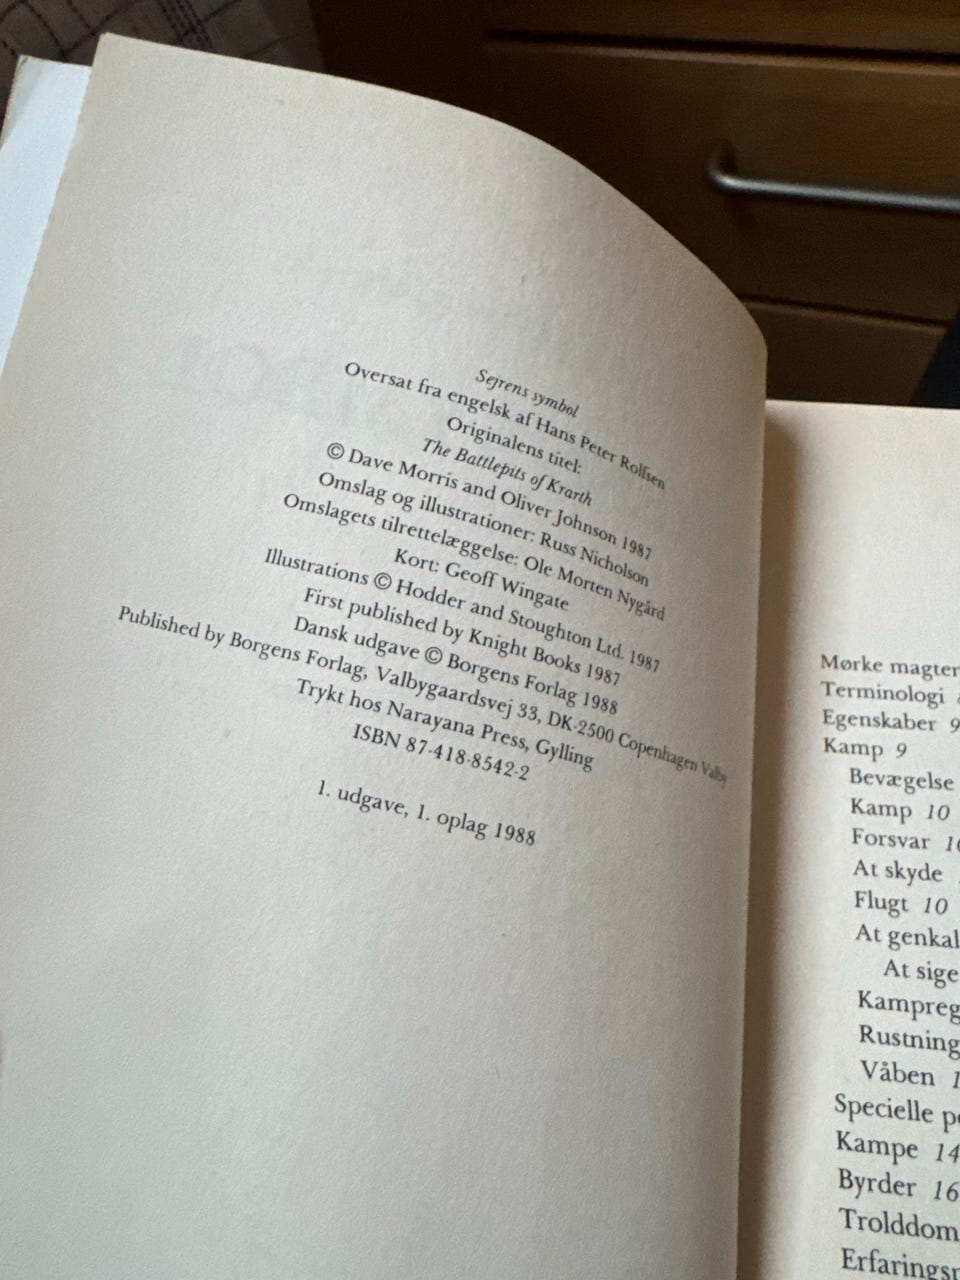 Sejrens symbol
Oversat fra engelsk af Hans Peter Rolfsen
Originalens titel:
The Battlepits of Krarth
© Dave Morris and Oliver Johnson 1987
Omslag og illustrationer: Russ Nicholson
Omslagets tilrettelæggelse: Ole Morten Nygård
Kort: Geoff Wingate
Illustrations © Hodder and Stoughton Ltd. 1987
First published by Knight Books 1987
Dansk udgave © Borgens Forlag 1988
Published by Borgens Forlag, Valbygaardsvej 33, DK-2500 Copenhagen Valby
Trykt hos Narayana Press, Gylling
ISBN 87-418-8542-2
1. udgave, 1. oplag 1988
Mørke magter
Terminologi
Egenskaber 9
Kamp 9
Bevægelse
Kamp 10
Forsvar
At skyde
Flugt 10
At genkal
At sige
Kampreg
Rustning
Våben
Specielle
Kampe 14
Byrder 16
Trolddom
Erfarings